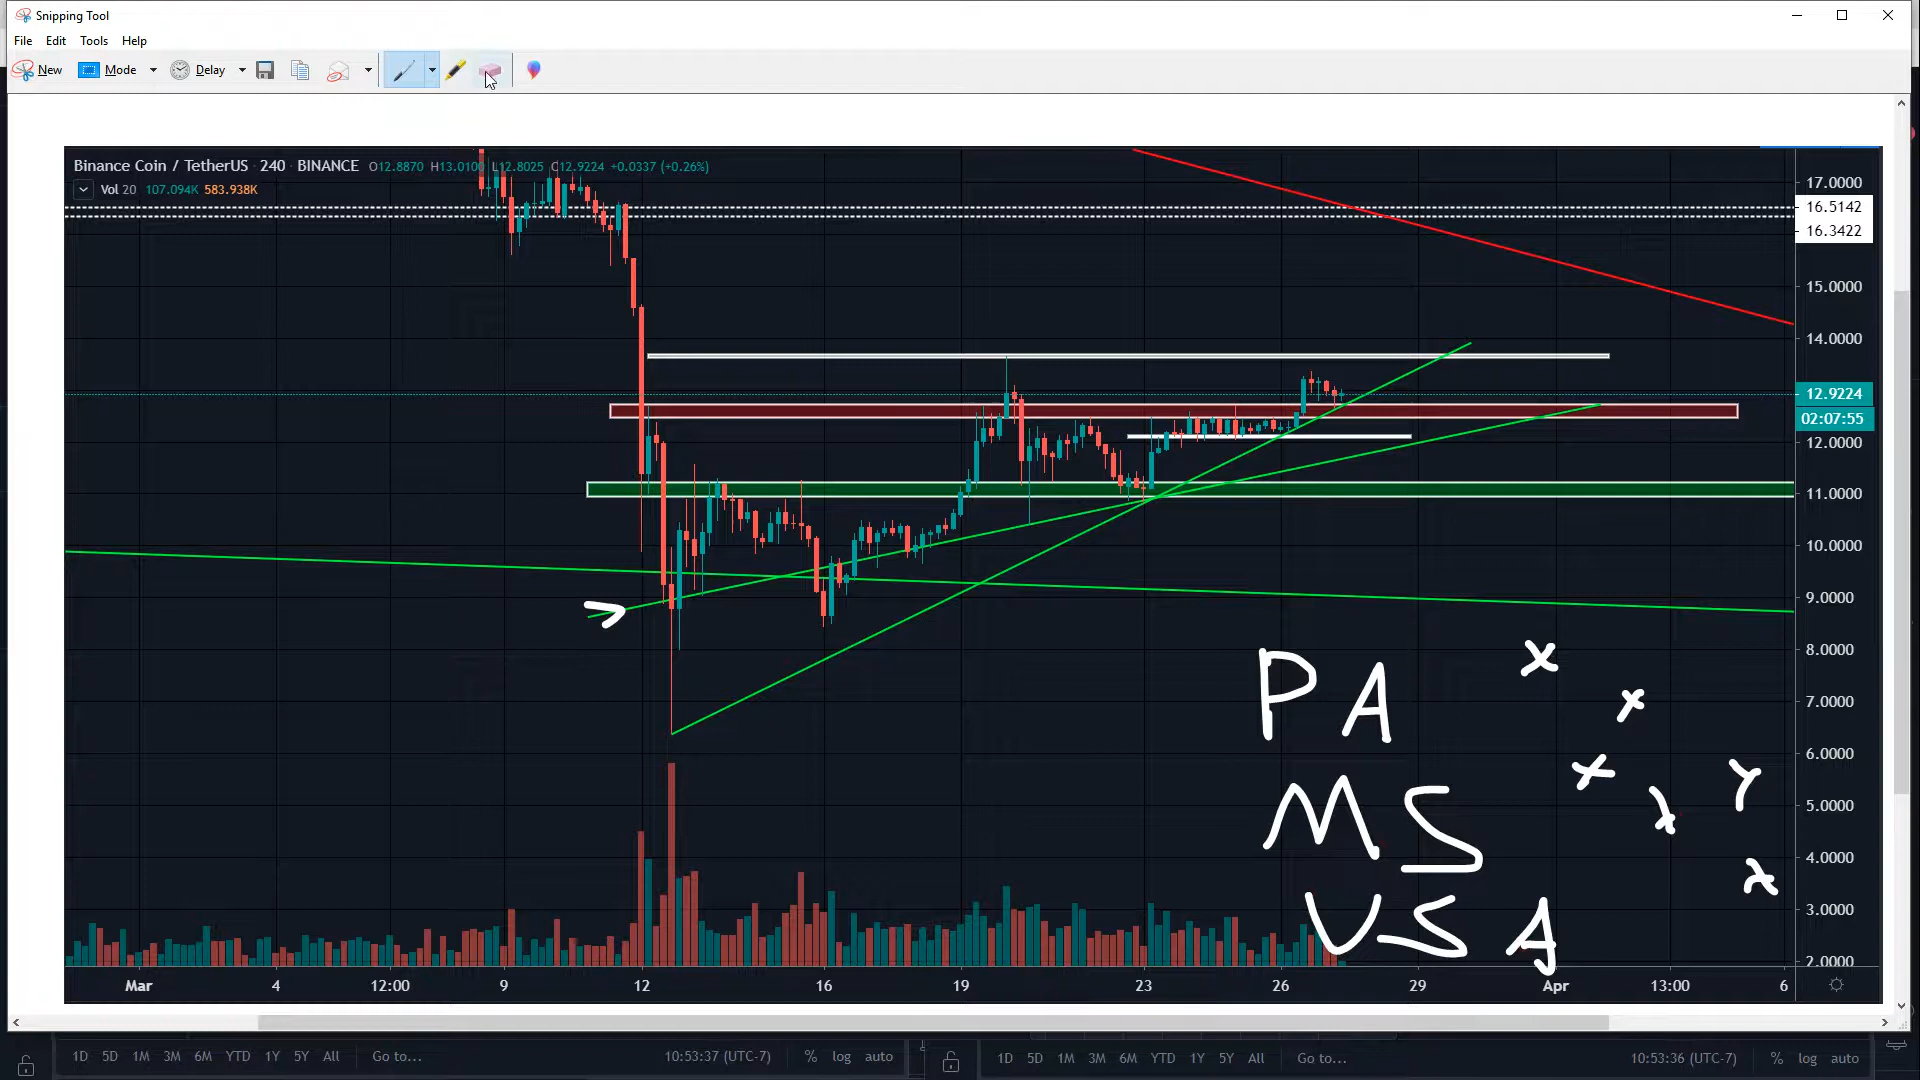 Snipping Tool
File Edit Tools Help
New Mode Delay
Binance Coin / TetherUS · 240 · BINANCE O12.8870 H13.0100 L12.8025 C12.9224 +0.0337 (+0.26%)
Vol 20 107.094K 583.938K
17.0000
16.5142
16.3422
15.0000
14.0000
12.9224
02:07:55
12.0000
11.0000
10.0000
9.0000
8.0000
7.0000
6.0000
5.0000
4.0000
3.0000
2.0000
PA
MS
VSA
x
x
x
x
Y
x
Mar 4 12:00 9 12 16 19 23 26 29 Apr 13:00 6
1D 5D 1M 3M 6M YTD 1Y 5Y All Go to... 10:53:37 (UTC-7) % log auto
1D 5D 1M 3M 6M YTD 1Y 5Y All Go to... 10:53:36 (UTC-7) % log auto